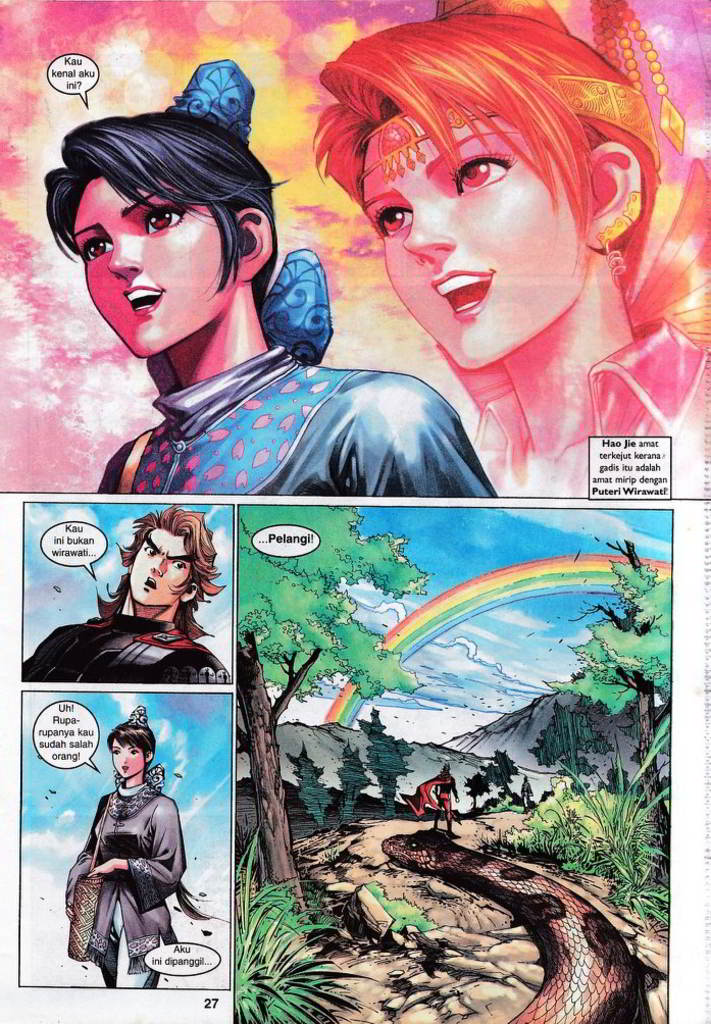 Kau
kenal aku
ini?
Hao Jie amat
terkejut kerana
gadis itu adalah
amat mirip dengan
Puteri Wirawati!
Kau
ini bukan
wirawati...
Uh!
Rupa-
rupanya kau
sudah salah
orang!
Aku
ini dipanggil...
...Pelangi!
27